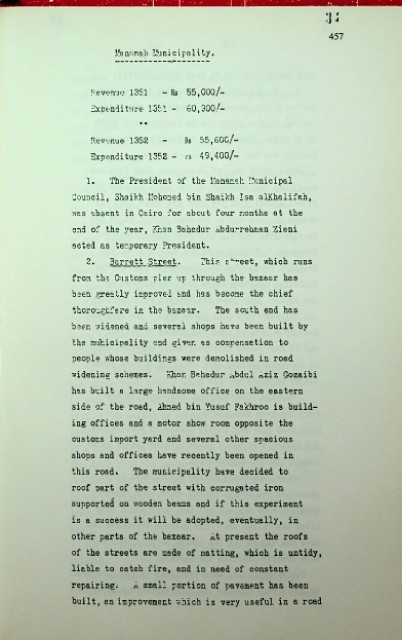 34
457
Manamah Municipality.
Revenue 1351 - Rs 55,000/-
Expenditure 1351 - 60,300/-
"
Revenue 1352 - Rs 55,600/-
Expenditure 1352 - rs 49,400/-
1. The President of the Manamah Municipal
Council, Shaikh Mohomed bin Shaikh Isa alKhalifah,
was absent in Cairo for about four months at the
end of the year, Khan Bahadur Abdurrehman Zieni
acted as temporary President.
2. Barrett Street. This street, which runs
from the Customs pier up through the bazaar has
been greatly improved and has become the chief
thoroughfare in the bazaar. The south end has
been widened and several shops have been built by
the municipality and given as compensation to
people whose buildings were demolished in road
widening schemes. Khan Bahadur Abdul Aziz Gozaibi
has built a large handsome office on the eastern
side of the road, Ahmed bin Yusuf Fakhroo is build-
ing offices and a motor show room opposite the
customs import yard and several other spacious
shops and offices have recently been opened in
this road. The municipality have decided to
roof part of the street with corrugated iron
supported on wooden beams and if this experiment
is a success it will be adopted, eventually, in
other parts of the bazaar. At present the roofs
of the streets are made of matting, which is untidy,
liable to catch fire, and in need of constant
repairing. A small portion of pavement has been
built, an improvement which is very useful in a road